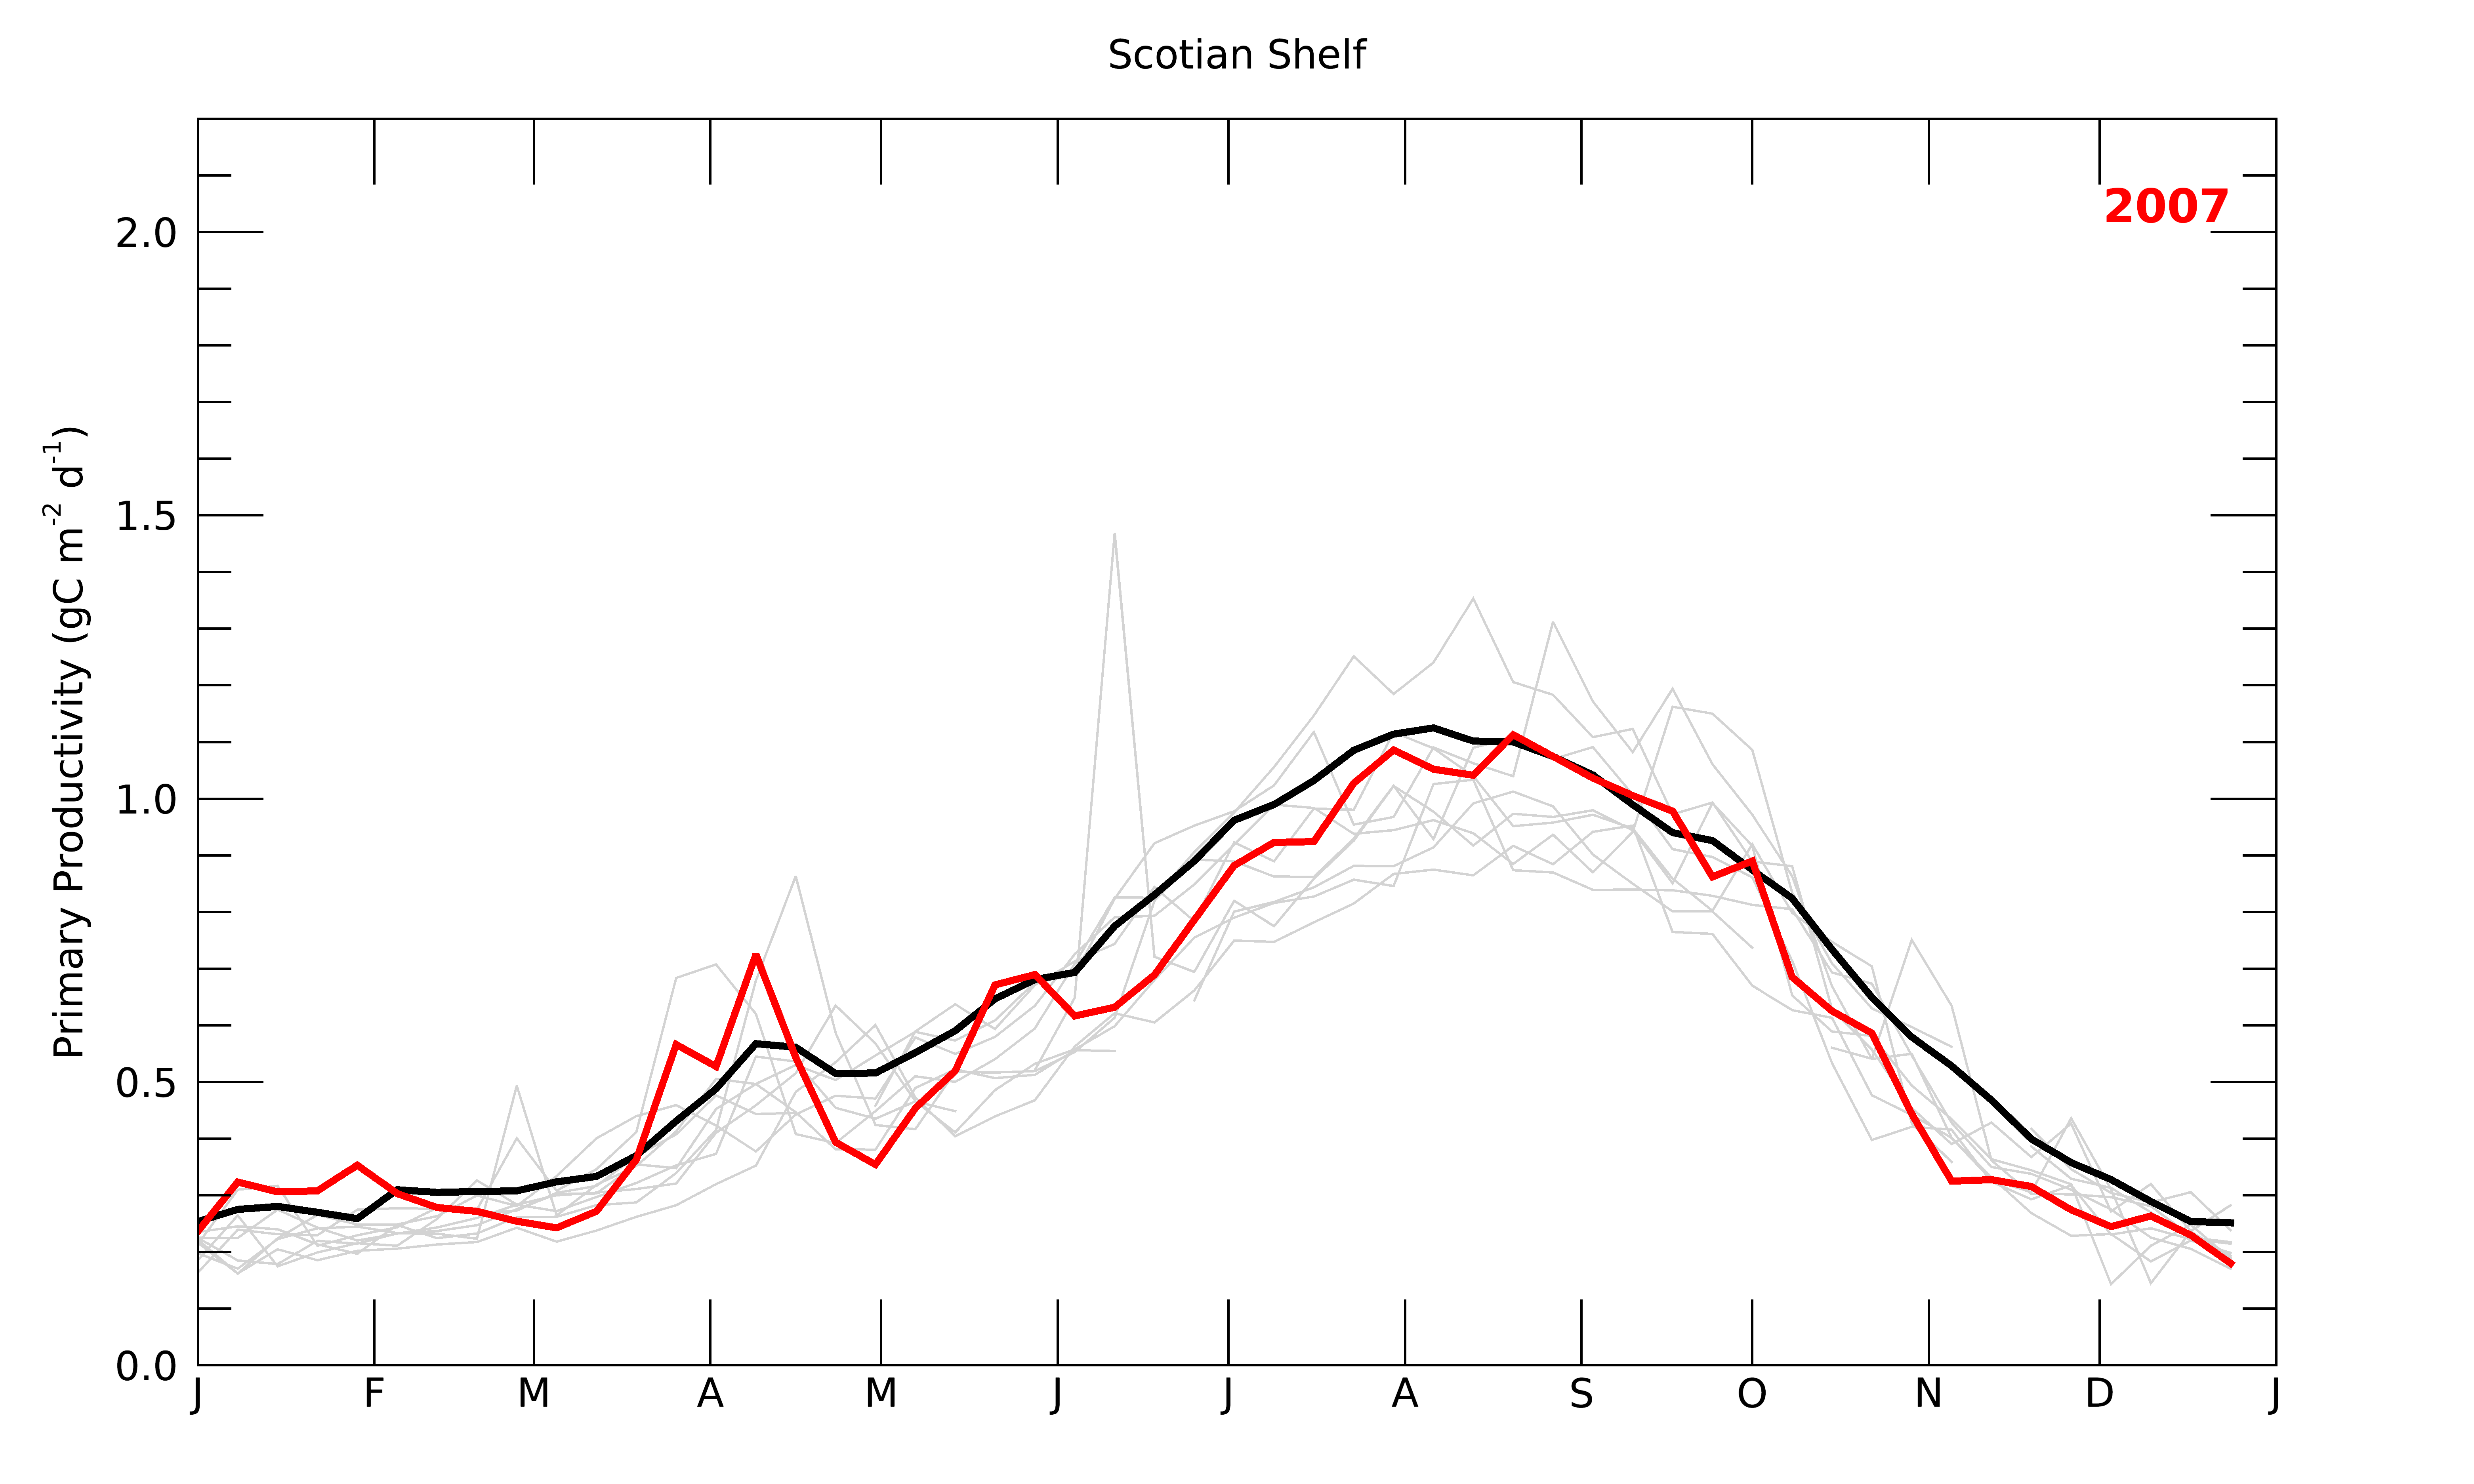 Scotian Shelf
2007
Primary Productivity (gC m-2 d-1)
2.0
1.5
1.0
0.5
0.0
J F M A M J J A S O N D J